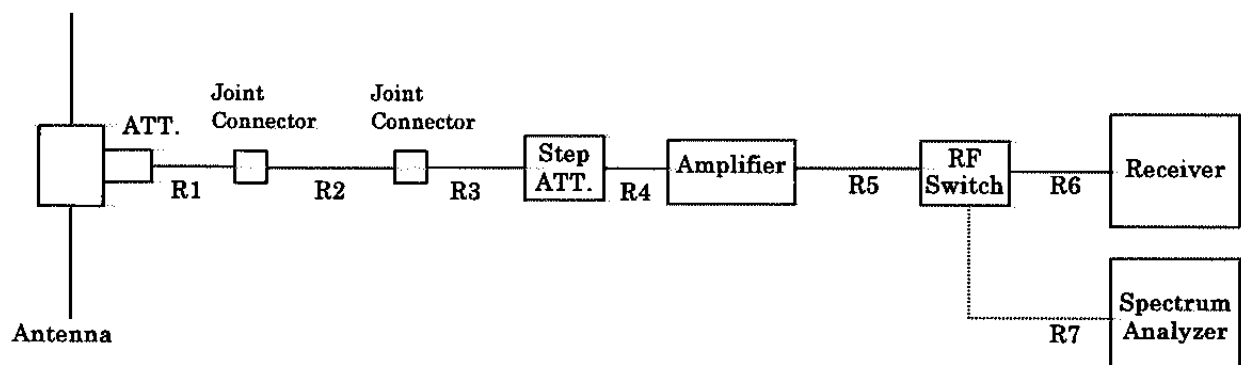 Joint
Connector
Joint
Connector
ATT.
Step
ATT.
Amplifier
RF
Switch
Receiver
R1
R2
R3
R4
R5
R6
Antenna
R7
Spectrum
Analyzer